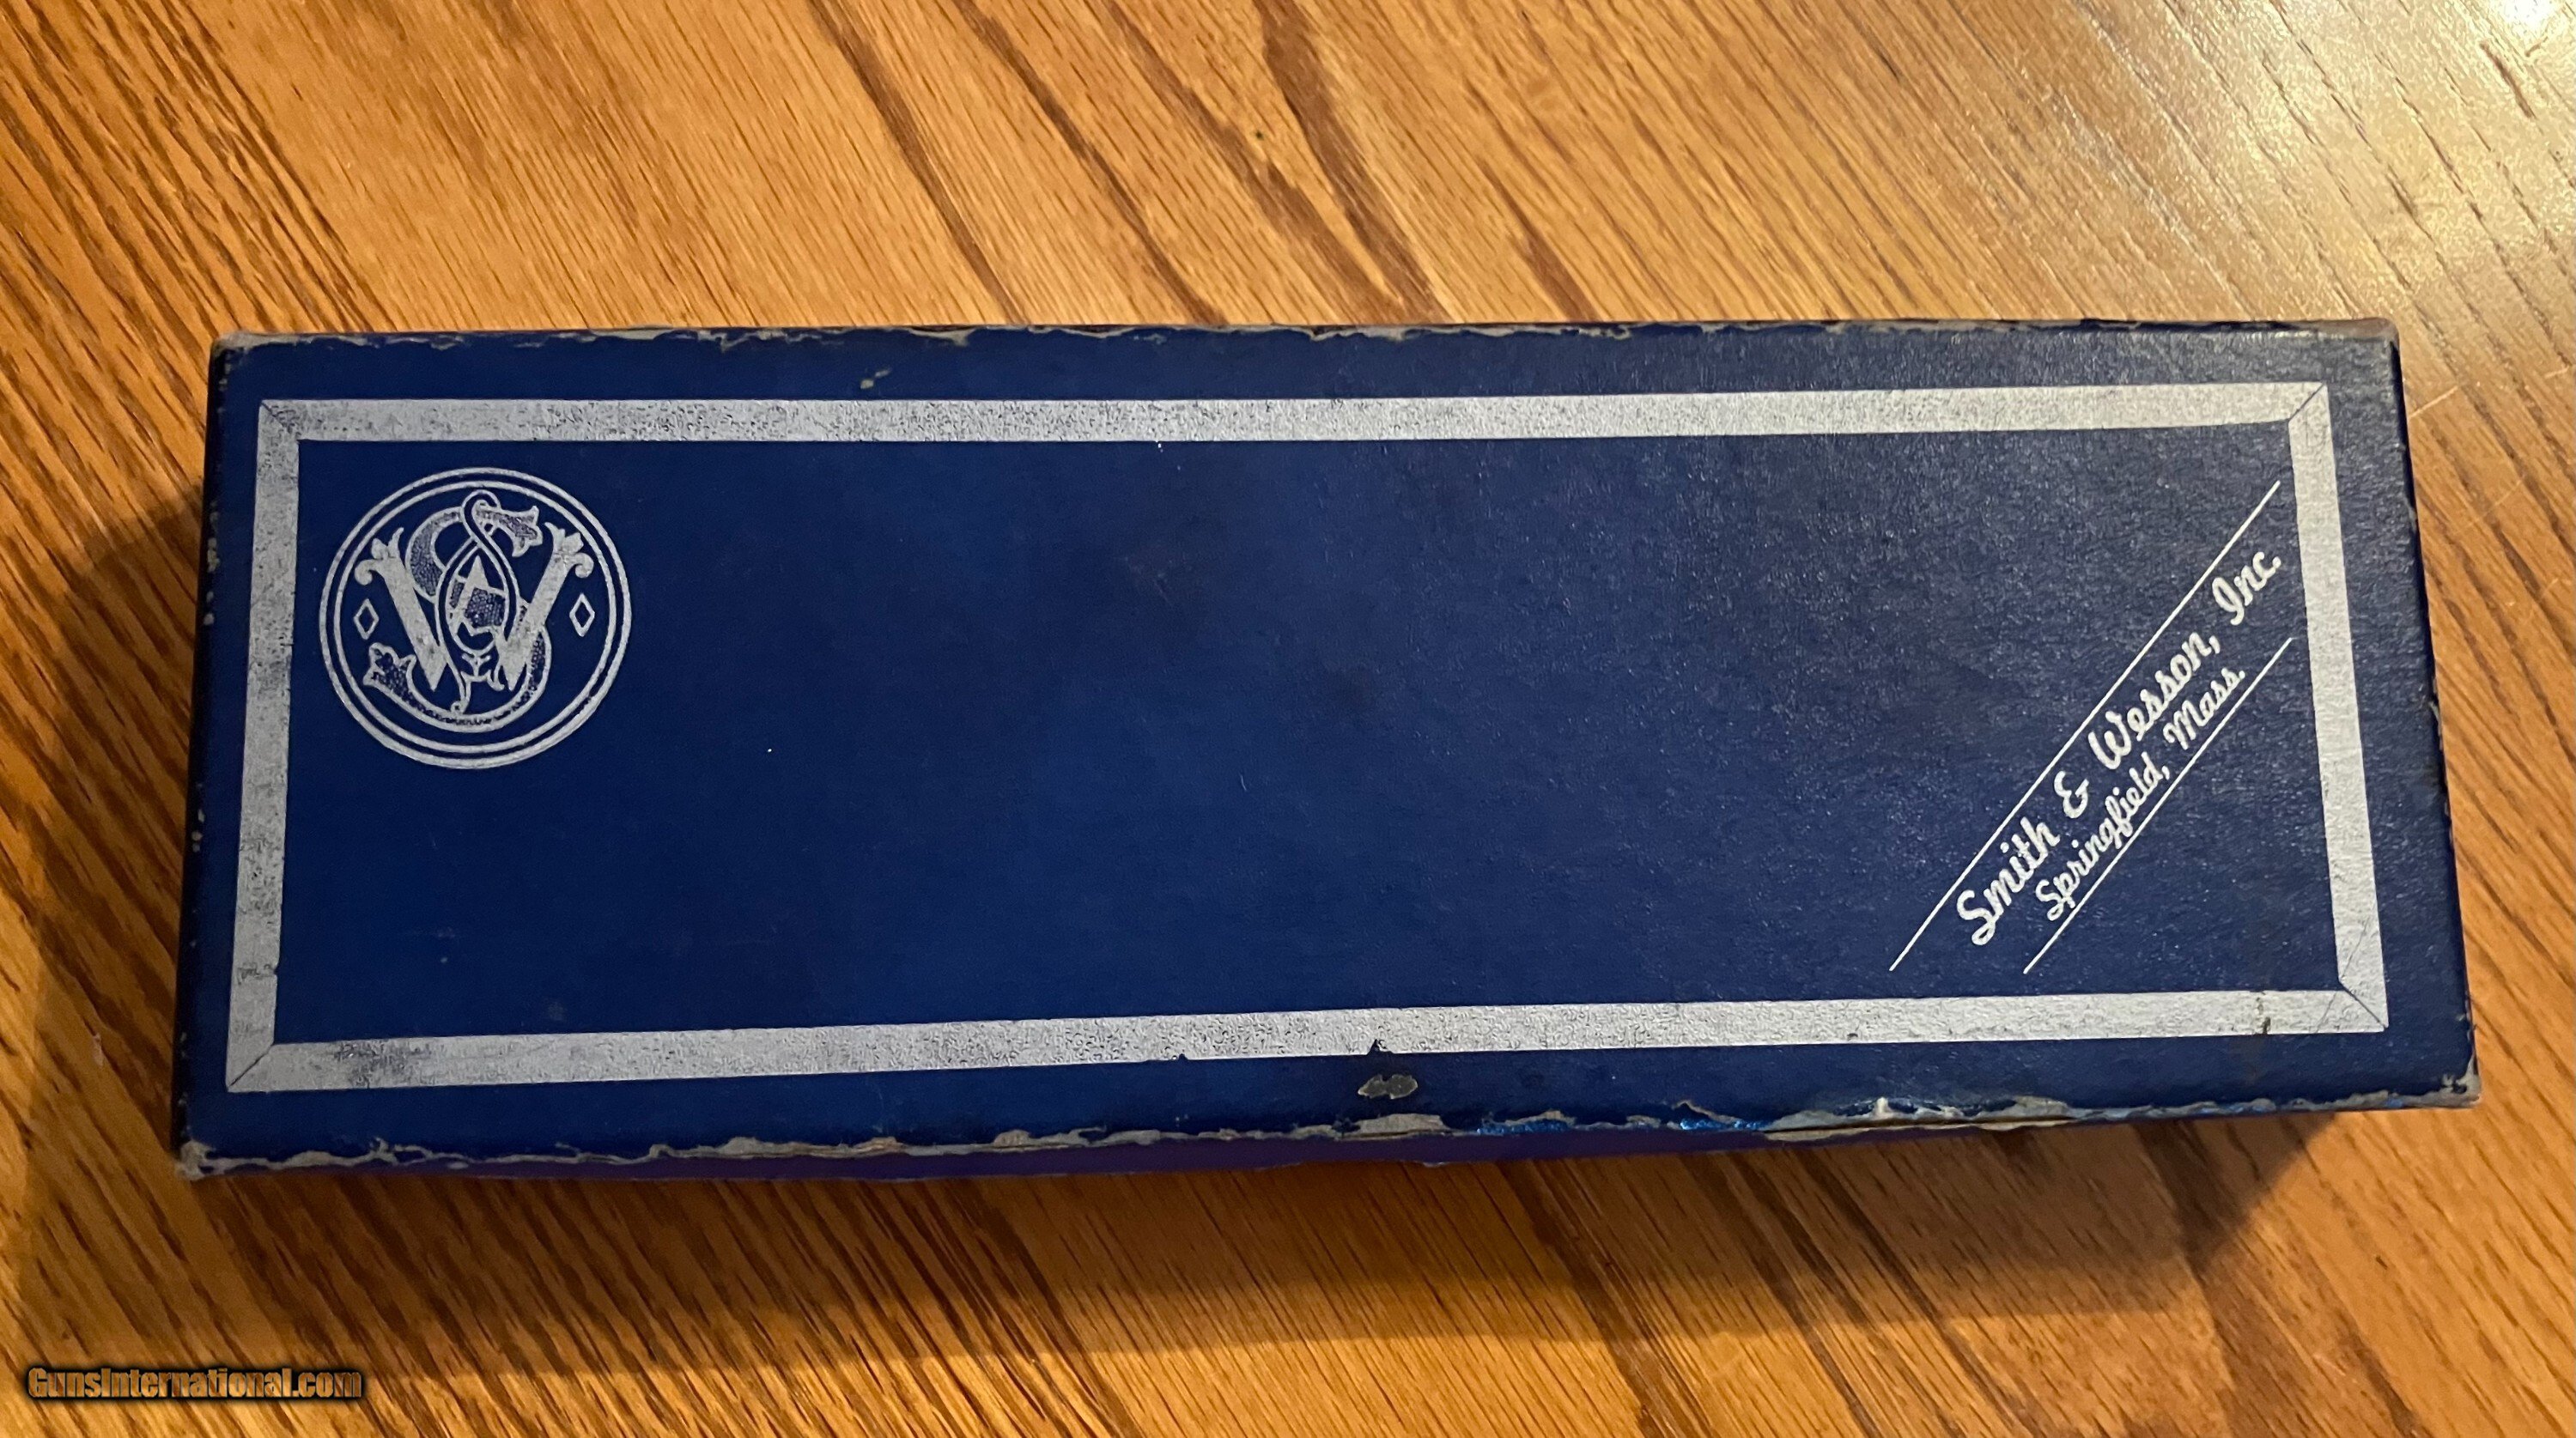 Smith & Wesson, Inc.
Springfield, Mass.
GunsInternational.com